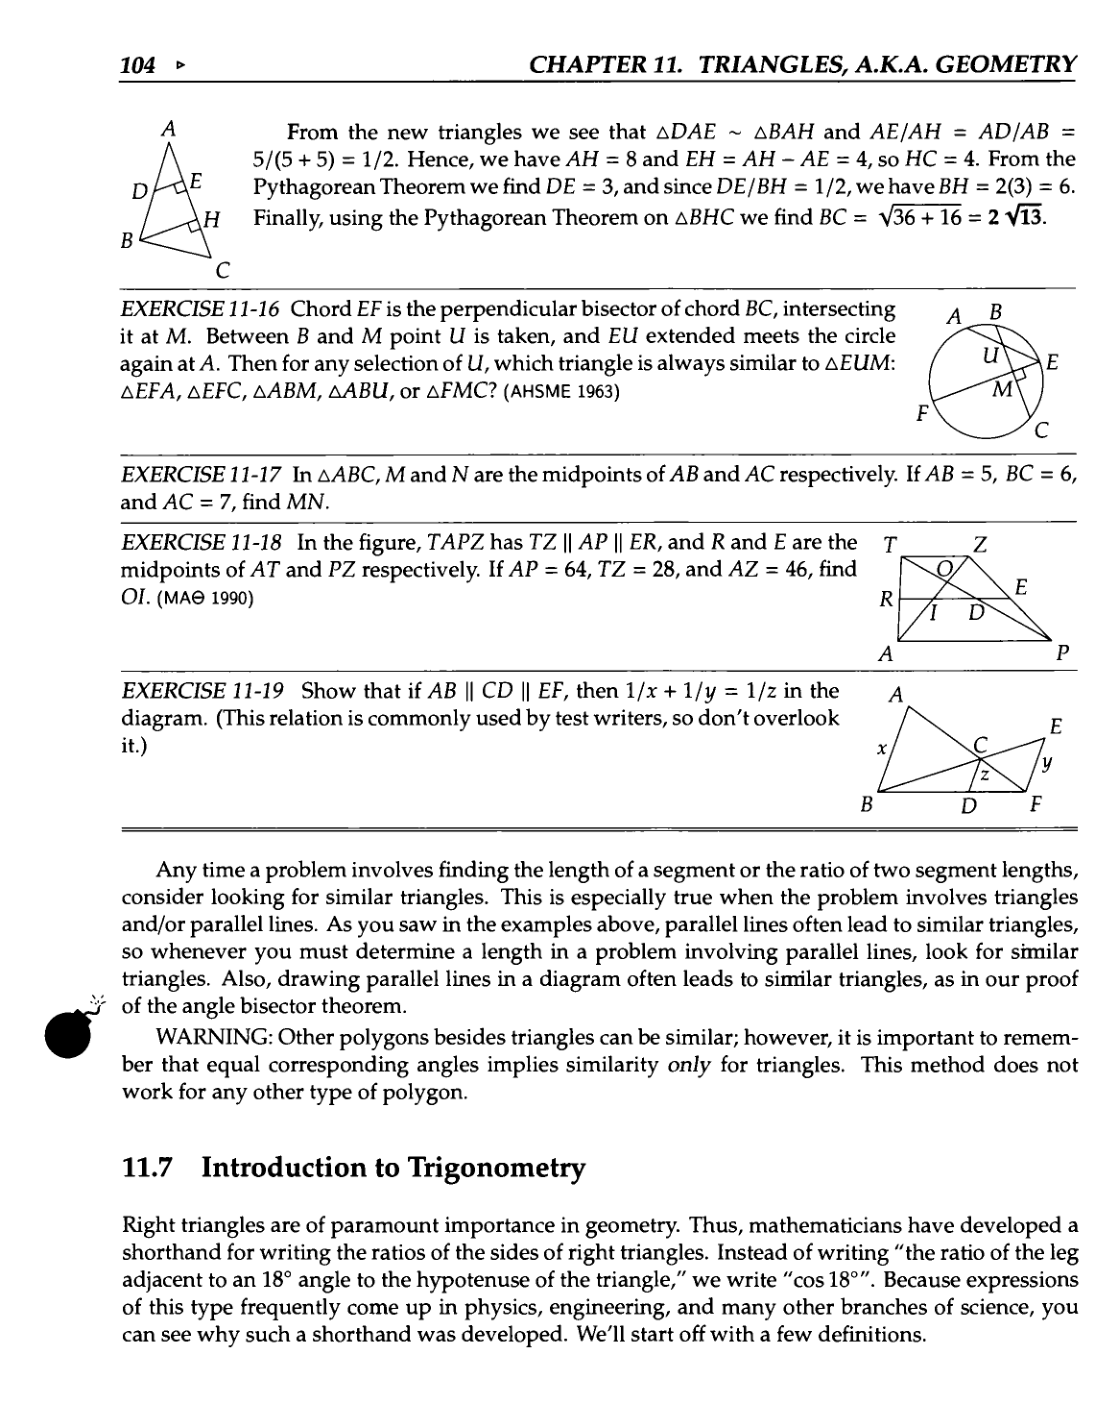 104 ▷ CHAPTER 11. TRIANGLES, A.K.A. GEOMETRY
A
D
E
H
B
C
From the new triangles we see that △DAE ~ △BAH and AE/AH = AD/AB =
5/(5 + 5) = 1/2. Hence, we have AH = 8 and EH = AH − AE = 4, so HC = 4. From the
Pythagorean Theorem we find DE = 3, and since DE/BH = 1/2, we have BH = 2(3) = 6.
Finally, using the Pythagorean Theorem on △BHC we find BC = √36 + 16 = 2 √13.
EXERCISE 11-16 Chord EF is the perpendicular bisector of chord BC, intersecting
it at M. Between B and M point U is taken, and EU extended meets the circle
again at A. Then for any selection of U, which triangle is always similar to △EUM:
△EFA, △EFC, △ABM, △ABU, or △FMC? (AHSME 1963)
A B
U
E
M
F
C
EXERCISE 11-17 In △ABC, M and N are the midpoints of AB and AC respectively. If AB = 5, BC = 6,
and AC = 7, find MN.
EXERCISE 11-18 In the figure, TAPZ has TZ || AP || ER, and R and E are the
midpoints of AT and PZ respectively. If AP = 64, TZ = 28, and AZ = 46, find
OI. (MAΘ 1990)
T Z
O
E
R
I D
A P
EXERCISE 11-19 Show that if AB || CD || EF, then 1/x + 1/y = 1/z in the
diagram. (This relation is commonly used by test writers, so don't overlook
it.)
A
E
C
x
y
z
B D F
Any time a problem involves finding the length of a segment or the ratio of two segment lengths,
consider looking for similar triangles. This is especially true when the problem involves triangles
and/or parallel lines. As you saw in the examples above, parallel lines often lead to similar triangles,
so whenever you must determine a length in a problem involving parallel lines, look for similar
triangles. Also, drawing parallel lines in a diagram often leads to similar triangles, as in our proof
of the angle bisector theorem.
WARNING: Other polygons besides triangles can be similar; however, it is important to remem-
ber that equal corresponding angles implies similarity only for triangles. This method does not
work for any other type of polygon.
11.7 Introduction to Trigonometry
Right triangles are of paramount importance in geometry. Thus, mathematicians have developed a
shorthand for writing the ratios of the sides of right triangles. Instead of writing "the ratio of the leg
adjacent to an 18° angle to the hypotenuse of the triangle," we write "cos 18°". Because expressions
of this type frequently come up in physics, engineering, and many other branches of science, you
can see why such a shorthand was developed. We'll start off with a few definitions.